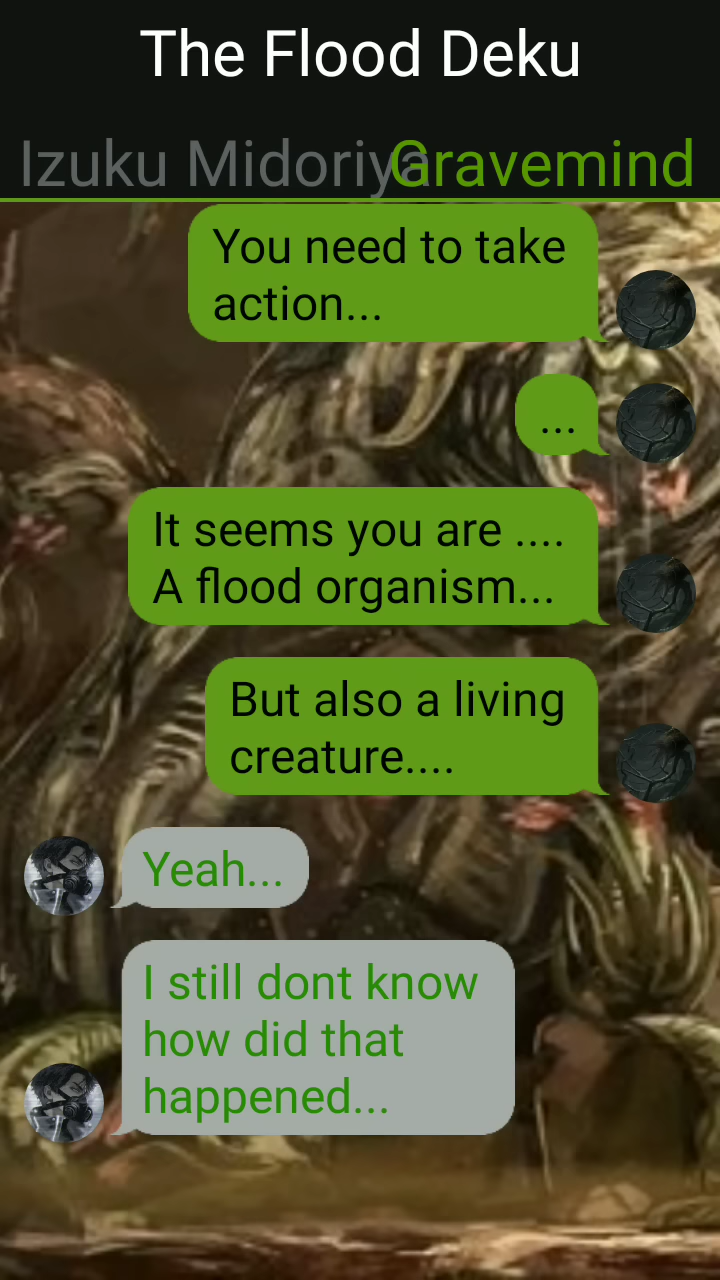 The Flood Deku
Izuku Midoriya Gravemind
You need to take
action...
...
It seems you are ....
A flood organism...
But also a living
creature....
Yeah...
I still dont know
how did that
happened...